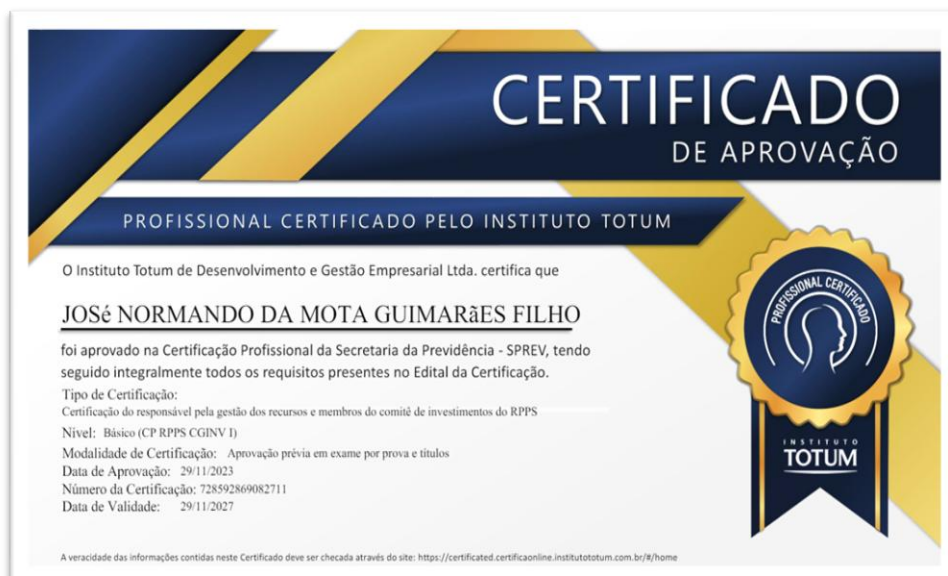 CERTIFICADO
DE APROVAÇÃO
PROFISSIONAL CERTIFICADO PELO INSTITUTO TOTUM
O Instituto Totum de Desenvolvimento e Gestão Empresarial Ltda. certifica que
JOSé NORMANDO DA MOTA GUIMARãES FILHO
foi aprovado na Certificação Profissional da Secretaria da Previdência - SPREV, tendo
seguido integralmente todos os requisitos presentes no Edital da Certificação.
Tipo de Certificação:
Certificação do responsável pela gestão dos recursos e membros do comitê de investimentos do RPPS
Nivel: Básico (CP RPPS CGINV I)
Modalidade de Certificação: Aprovação prévia em exame por prova e títulos
Data de Aprovação: 29/11/2023
Número da Certificação: 728592869082711
Data de Validade: 29/11/2027
PROFISSIONAL CERTIFICADO
INSTITUTO
TOTUM
A veracidade das informações contidas neste Certificado deve ser checada através do site: https://certificated.certificaonline.institutototum.com.br/#/home